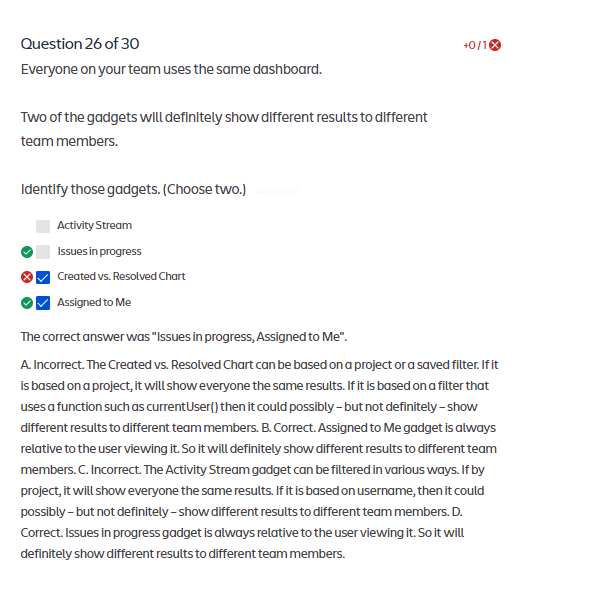 Question 26 of 30
+0 / 1
Everyone on your team uses the same dashboard.
Two of the gadgets will definitely show different results to different
team members.
Identify those gadgets. (Choose two.)
Activity Stream
Issues in progress
Created vs. Resolved Chart
Assigned to Me
The correct answer was "Issues in progress, Assigned to Me".
A. Incorrect. The Created vs. Resolved Chart can be based on a project or a saved filter. If it
is based on a project, it will show everyone the same results. If it is based on a filter that
uses a function such as currentUser() then it could possibly – but not definitely – show
different results to different team members. B. Correct. Assigned to Me gadget is always
relative to the user viewing it. So it will definitely show different results to different team
members. C. Incorrect. The Activity Stream gadget can be filtered in various ways. If by
project, it will show everyone the same results. If it is based on username, then it could
possibly – but not definitely – show different results to different team members. D.
Correct. Issues in progress gadget is always relative to the user viewing it. So it will
definitely show different results to different team members.